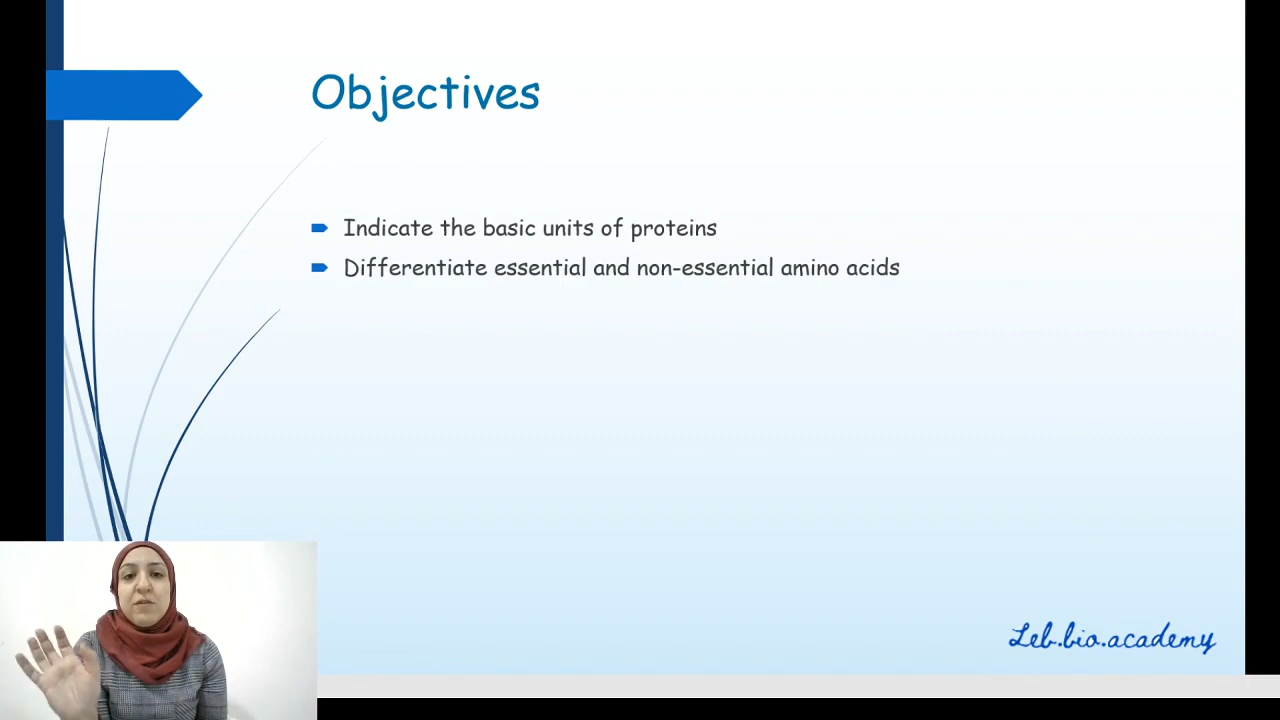 Objectives
Indicate the basic units of proteins
Differentiate essential and non-essential amino acids
Leb.bio.academy